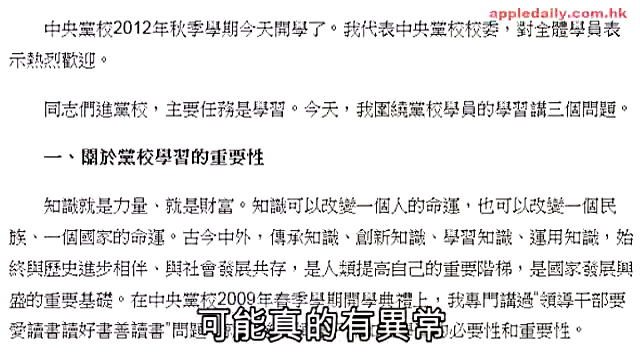 appledaily.com.hk
中央黨校2012年秋季學期今天開學了。我代表中央黨校校委，對全體學員表
示熱烈歡迎。
同志們進黨校，主要任務是學習。今天，我圍繞黨校學員的學習講三個問題。
一、關於黨校學習的重要性
知識就是力量、就是財富。知識可以改變一個人的命運，也可以改變一個民
族、一個國家的命運。古今中外，傳承知識、創新知識、學習知識、運用知識，始
終與歷史進步相伴、與社會發展共存，是人類提高自己的重要階梯，是國家發展興
盛的重要基礎。在中央黨校2009年春季學期開學典禮上，我專門講過“領導干部要
愛讀書讀好書善讀書”問題 的必要性和重要性。
可能真的有異常